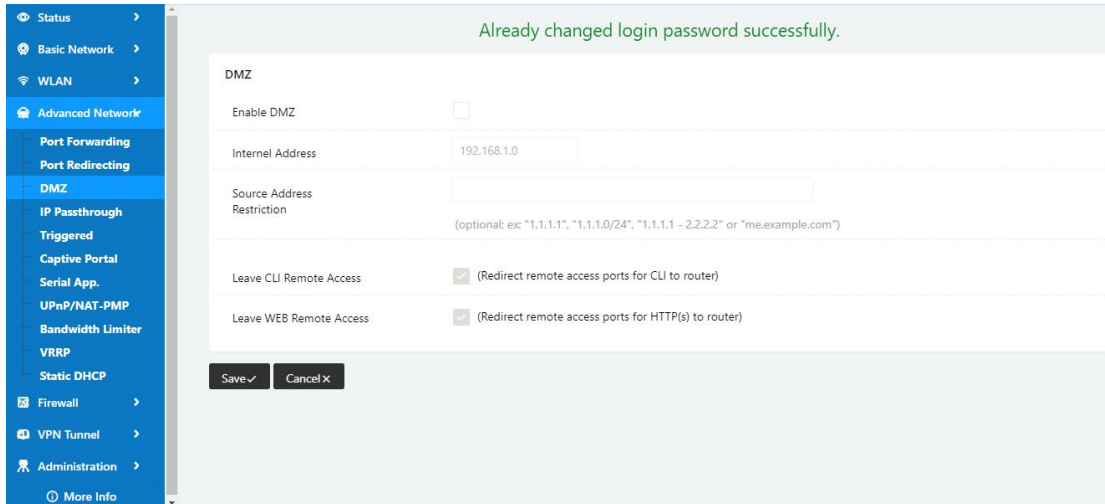 Status
Basic Network
WLAN
Advanced Network
Port Forwarding
Port Redirecting
DMZ
IP Passthrough
Triggered
Captive Portal
Serial App.
UPnP/NAT-PMP
Bandwidth Limiter
VRRP
Static DHCP
Firewall
VPN Tunnel
Administration
More Info
Already changed login password successfully.
DMZ
Enable DMZ
Internel Address
192.168.1.0
Source Address
Restriction
(optional; ex: "1.1.1.1", "1.1.1.0/24", "1.1.1.1 - 2.2.2.2" or "me.example.com")
Leave CLI Remote Access
(Redirect remote access ports for CLI to router)
Leave WEB Remote Access
(Redirect remote access ports for HTTP(s) to router)
Save
Cancel